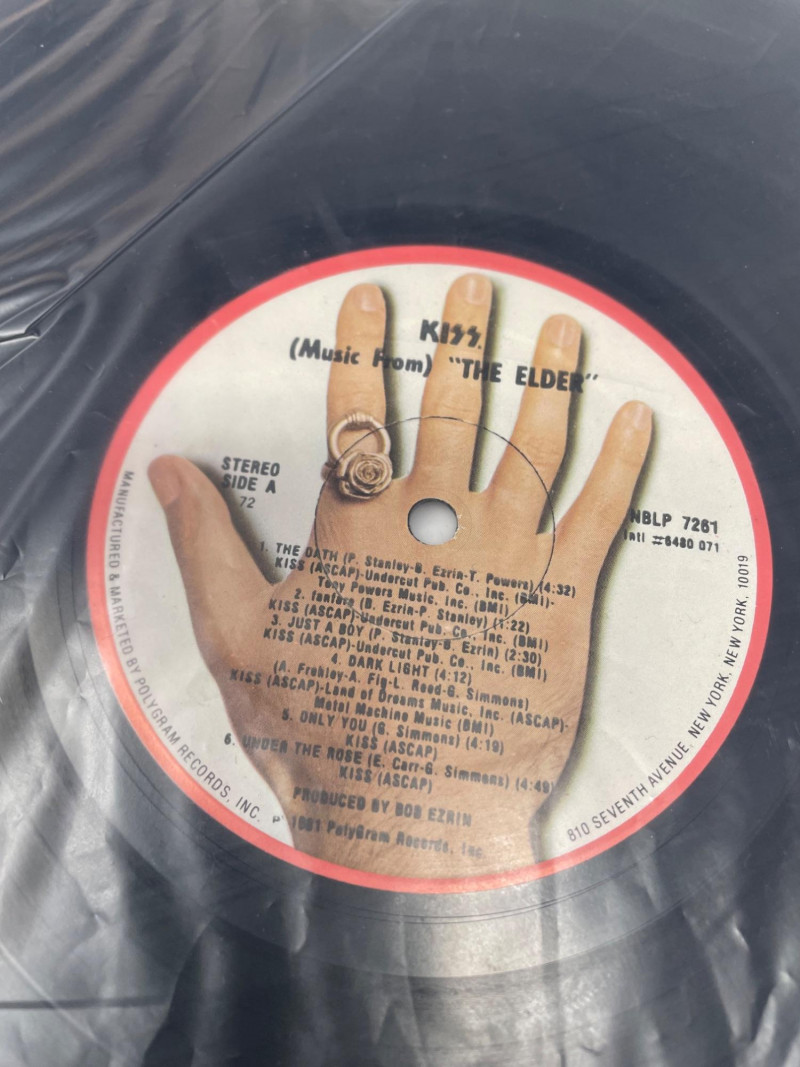 KISS
(Music From) "THE ELDER"
STEREO
SIDE A
72
NBLP 7261
Intl #6480 071
1. THE OATH (P. Stanley-B. Ezrin-T. Powers) (4:32)
KISS (ASCAP)-Undercut Pub. Co., Inc. (BMI)-
Tony Powers Music, Inc. (BMI)
2. fanfare (B. Ezrin-P. Stanley) (1:22)
KISS (ASCAP)-Undercut Pub. Co., Inc. (BMI)
3. JUST A BOY (P. Stanley-B. Ezrin) (2:30)
KISS (ASCAP)-Undercut Pub. Co., Inc. (BMI)
4. DARK LIGHT (4:12)
(A. Frehley-A. Fig-L. Reed-G. Simmons)
KISS (ASCAP)-Land of Dreams Music, Inc. (ASCAP)-
Metal Machine Music (BMI)
5. ONLY YOU (G. Simmons) (4:19)
KISS (ASCAP)
6. UNDER THE ROSE (E. Carr-G. Simmons) (4:49)
KISS (ASCAP)
PRODUCED BY BOB EZRIN
℗ 1981 PolyGram Records, Inc.
MANUFACTURED & MARKETED BY POLYGRAM RECORDS, INC.
810 SEVENTH AVENUE, NEW YORK, NEW YORK, 10019